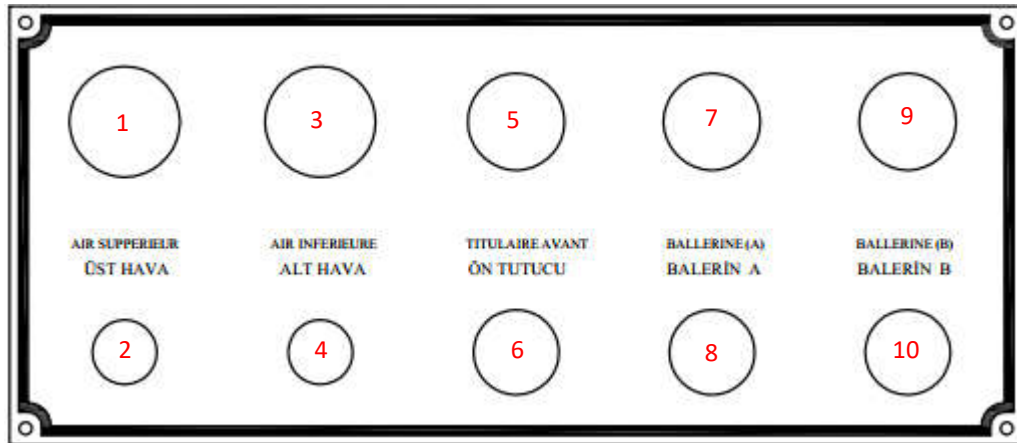 1 3 5 7 9
AIR SUPPERIEUR AIR INFERIEURE TITULAIRE AVANT BALLERINE (A) BALLERINE (B)
ÜST HAVA ALT HAVA ÖN TUTUCU BALERİN A BALERİN B
2 4 6 8 10